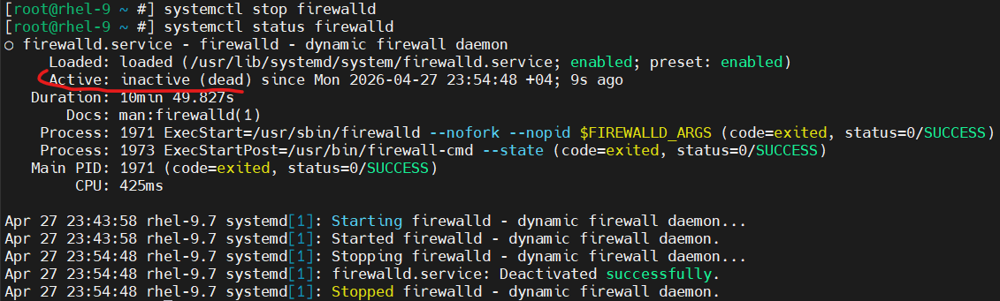 [root@rhel-9 ~ #] systemctl stop firewalld
[root@rhel-9 ~ #] systemctl status firewalld
○ firewalld.service - firewalld - dynamic firewall daemon
     Loaded: loaded (/usr/lib/systemd/system/firewalld.service; enabled; preset: enabled)
     Active: inactive (dead) since Mon 2026-04-27 23:54:48 +04; 9s ago
   Duration: 10min 49.827s
       Docs: man:firewalld(1)
    Process: 1971 ExecStart=/usr/sbin/firewalld --nofork --nopid $FIREWALLD_ARGS (code=exited, status=0/SUCCESS)
    Process: 1973 ExecStartPost=/usr/bin/firewall-cmd --state (code=exited, status=0/SUCCESS)
   Main PID: 1971 (code=exited, status=0/SUCCESS)
        CPU: 425ms

Apr 27 23:43:58 rhel-9.7 systemd[1]: Starting firewalld - dynamic firewall daemon...
Apr 27 23:43:58 rhel-9.7 systemd[1]: Started firewalld - dynamic firewall daemon.
Apr 27 23:54:48 rhel-9.7 systemd[1]: Stopping firewalld - dynamic firewall daemon...
Apr 27 23:54:48 rhel-9.7 systemd[1]: firewalld.service: Deactivated successfully.
Apr 27 23:54:48 rhel-9.7 systemd[1]: Stopped firewalld - dynamic firewall daemon.